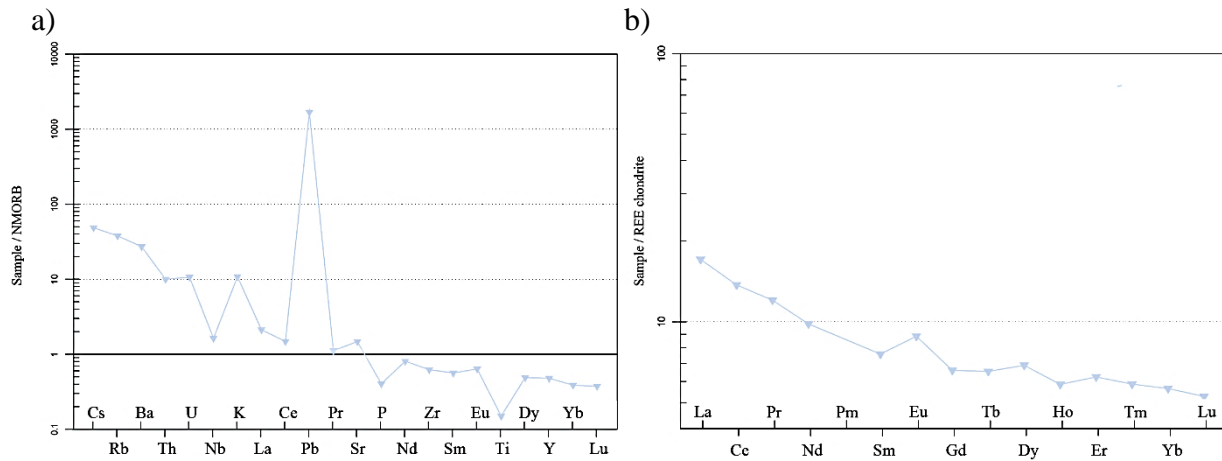 a)
Sample / NMORB
10000
1000
100
10
1
0.1
Cs Ba U K Ce Pr P Zr Eu Dy Yb
Rb Th Nb La Pb Sr Nd Sm Ti Y Lu
b)
Sample / REE chondrite
100
10
La Pr Pm Eu Tb Ho Tm Lu
Ce Nd Sm Gd Dy Er Yb